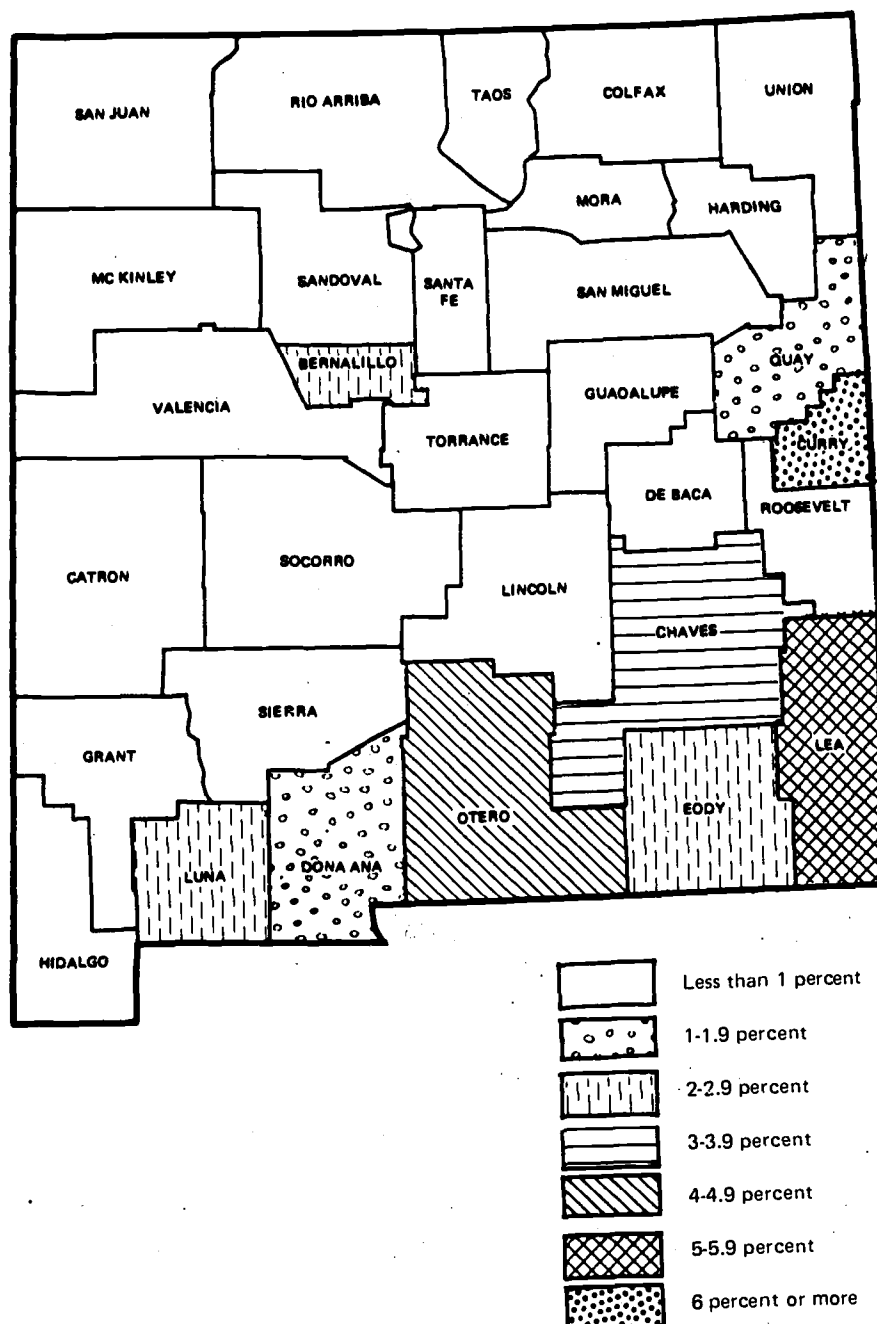 SAN JUAN
RIO ARRIBA
TAOS
COLFAX
UNION
MORA
HARDING
MC KINLEY
SANDOVAL
SANTA
FE
SAN MIGUEL
BERNALILLO
QUAY
VALENCIA
GUADALUPE
TORRANCE
CURRY
DE BACA
ROOSEVELT
CATRON
SOCORRO
LINCOLN
CHAVES
SIERRA
GRANT
LEA
OTERO
EDDY
LUNA
DONA ANA
HIDALGO
Less than 1 percent
1-1.9 percent
2-2.9 percent
3-3.9 percent
4-4.9 percent
5-5.9 percent
6 percent or more